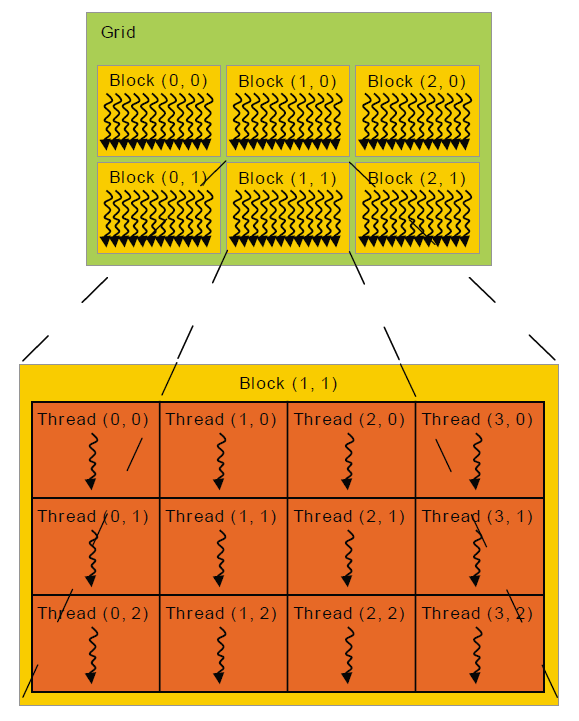 Grid
Block (0, 0) Block (1, 0) Block (2, 0)
Block (0, 1) Block (1, 1) Block (2, 1)
Block (1, 1)
Thread (0, 0) Thread (1, 0) Thread (2, 0) Thread (3, 0)
Thread (0, 1) Thread (1, 1) Thread (2, 1) Thread (3, 1)
Thread (0, 2) Thread (1, 2) Thread (2, 2) Thread (3, 2)